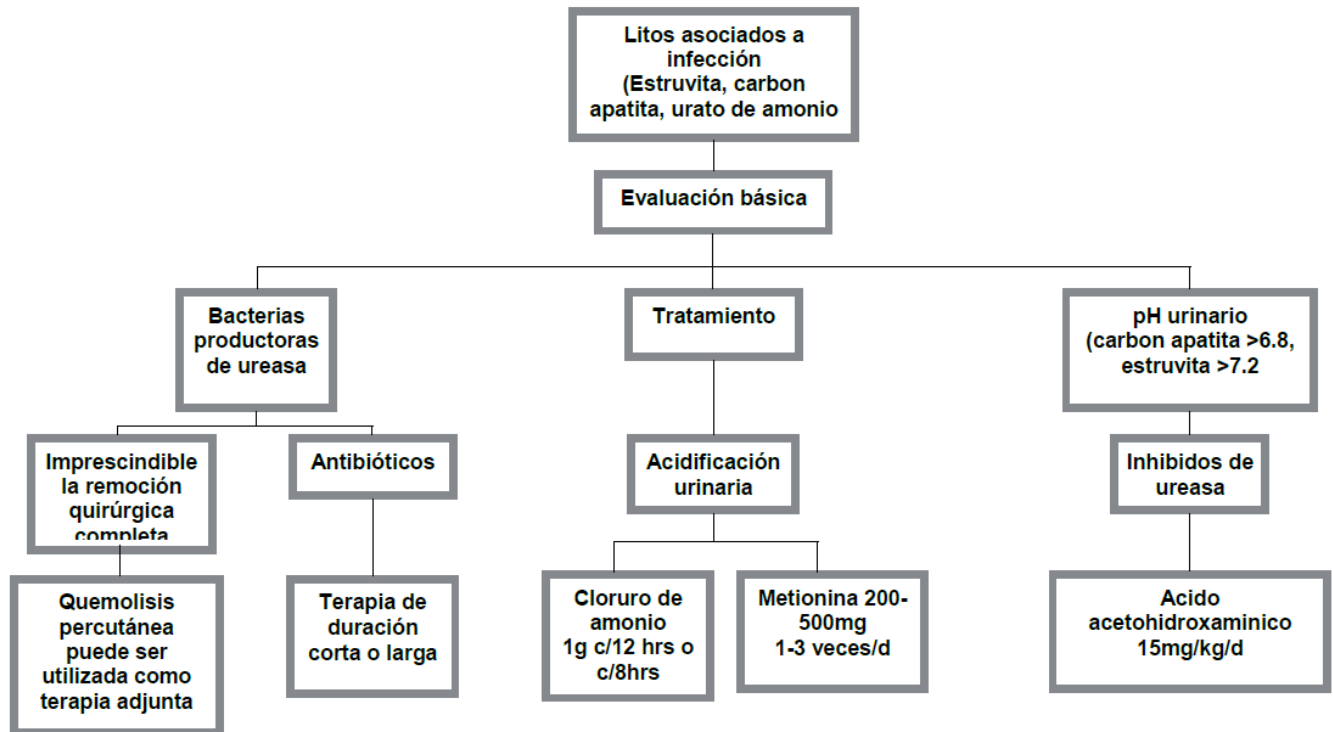 Litos asociados a
infección
(Estruvita, carbon
apatita, urato de amonio
Evaluación básica
Bacterias
productoras
de ureasa
Tratamiento
pH urinario
(carbon apatita >6.8,
estruvita >7.2
Imprescindible
la remoción
quirúrgica
completa
Antibióticos
Acidificación
urinaria
Inhibidos de
ureasa
Quemolisis
percutánea
puede ser
utilizada como
terapia adjunta
Terapia de
duración
corta o larga
Cloruro de
amonio
1g c/12 hrs o
c/8hrs
Metionina 200-
500mg
1-3 veces/d
Acido
acetohidroxaminico
15mg/kg/d